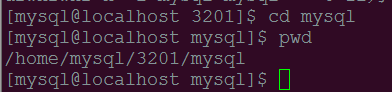 [mysql@localhost 3201]$ cd mysql
[mysql@localhost mysql]$ pwd
/home/mysql/3201/mysql
[mysql@localhost mysql]$